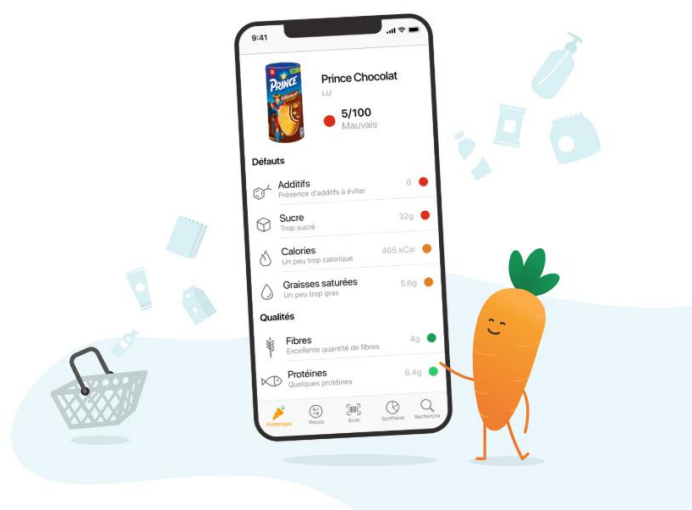 9:41
PRINCE
Prince Chocolat
LU
5/100
Mauvais
Défauts
Additifs
Présence d'additifs à éviter
6
Sucre
Trop sucré
32g
Calories
Un peu trop calorique
465 kCal
Graisses saturées
Un peu trop gras
5.6g
Qualités
Fibres
Excellente quantité de fibres
4g
Protéines
Quelques protéines
6.4g
Historique
Recos
Scan
Synthèse
Recherche